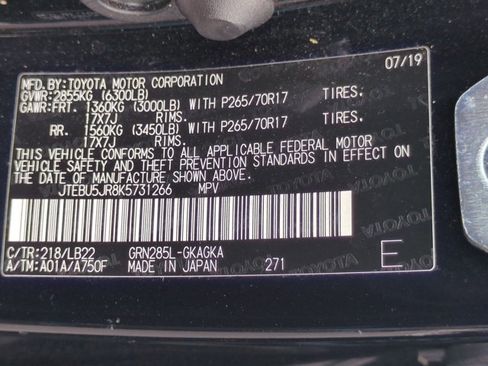 07/19
MFD.BY:TOYOTA MOTOR CORPORATION
GVWR:2855KG (6300LB)
GAWR:FRT. 1360KG (3000LB) WITH P265/70R17 TIRES.
17X7J RIMS.
RR. 1560KG (3450LB) WITH P265/70R17 TIRES.
17X7J RIMS.
THIS VEHICLE CONFORMS TO ALL APPLICABLE FEDERAL MOTOR
VEHICLE SAFETY AND THEFT PREVENTION STANDARDS IN EFFECT ON
THE DATE OF MANUFACTURE SHOWN ABOVE.
JTEBU5JR8K5731266 MPV
C/TR:218/LB22 GRN285L-GKAGKA
A/TM:A01A/A750F MADE IN JAPAN 271 E